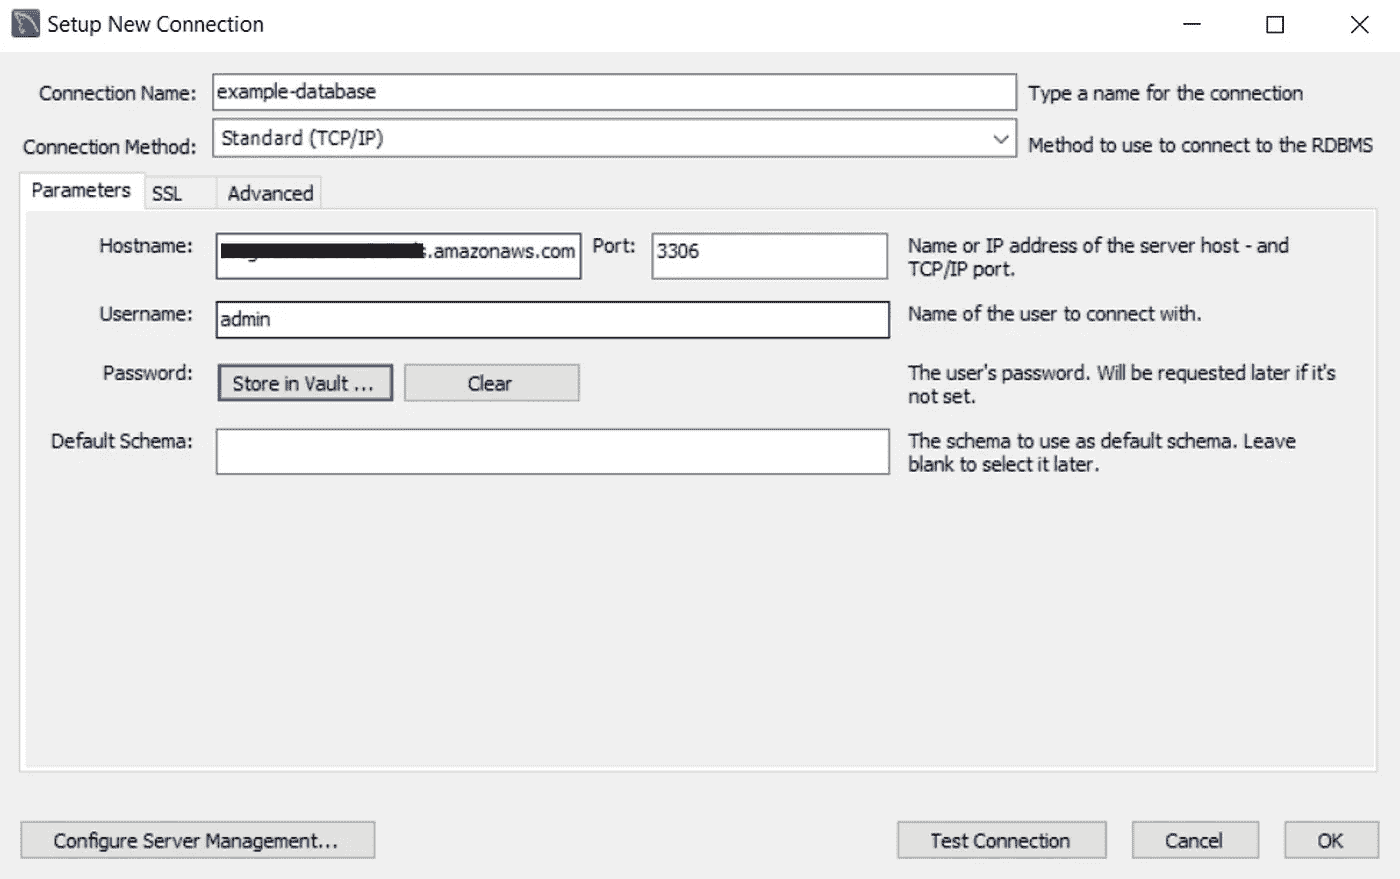 Setup New Connection
Connection Name: example-database Type a name for the connection
Connection Method: Standard (TCP/IP) Method to use to connect to the RDBMS
Parameters SSL Advanced
Hostname: .amazonaws.com Port: 3306 Name or IP address of the server host - and
TCP/IP port.
Username: admin Name of the user to connect with.
Password: Store in Vault ... Clear The user's password. Will be requested later if it's
not set.
Default Schema: The schema to use as default schema. Leave
blank to select it later.
Configure Server Management... Test Connection Cancel OK